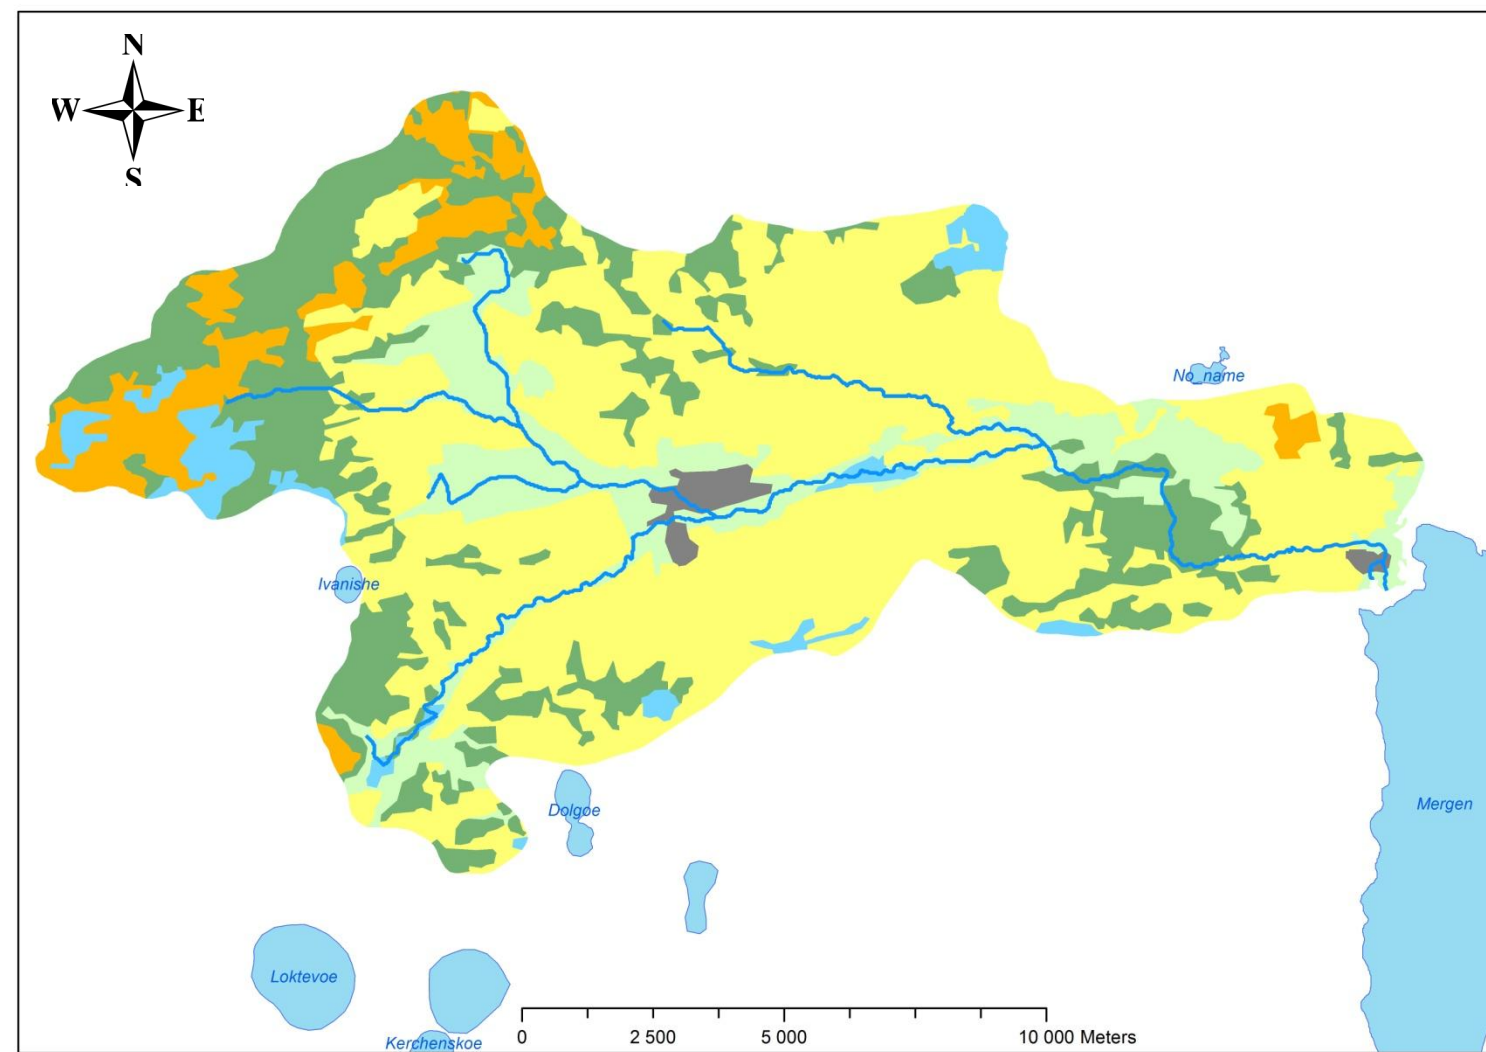 N
W E
S
No_name
Ivanishe
Mergen
Dolgoe
Loktevoe
Kerchenskoe
0 2 500 5 000 10 000 Meters